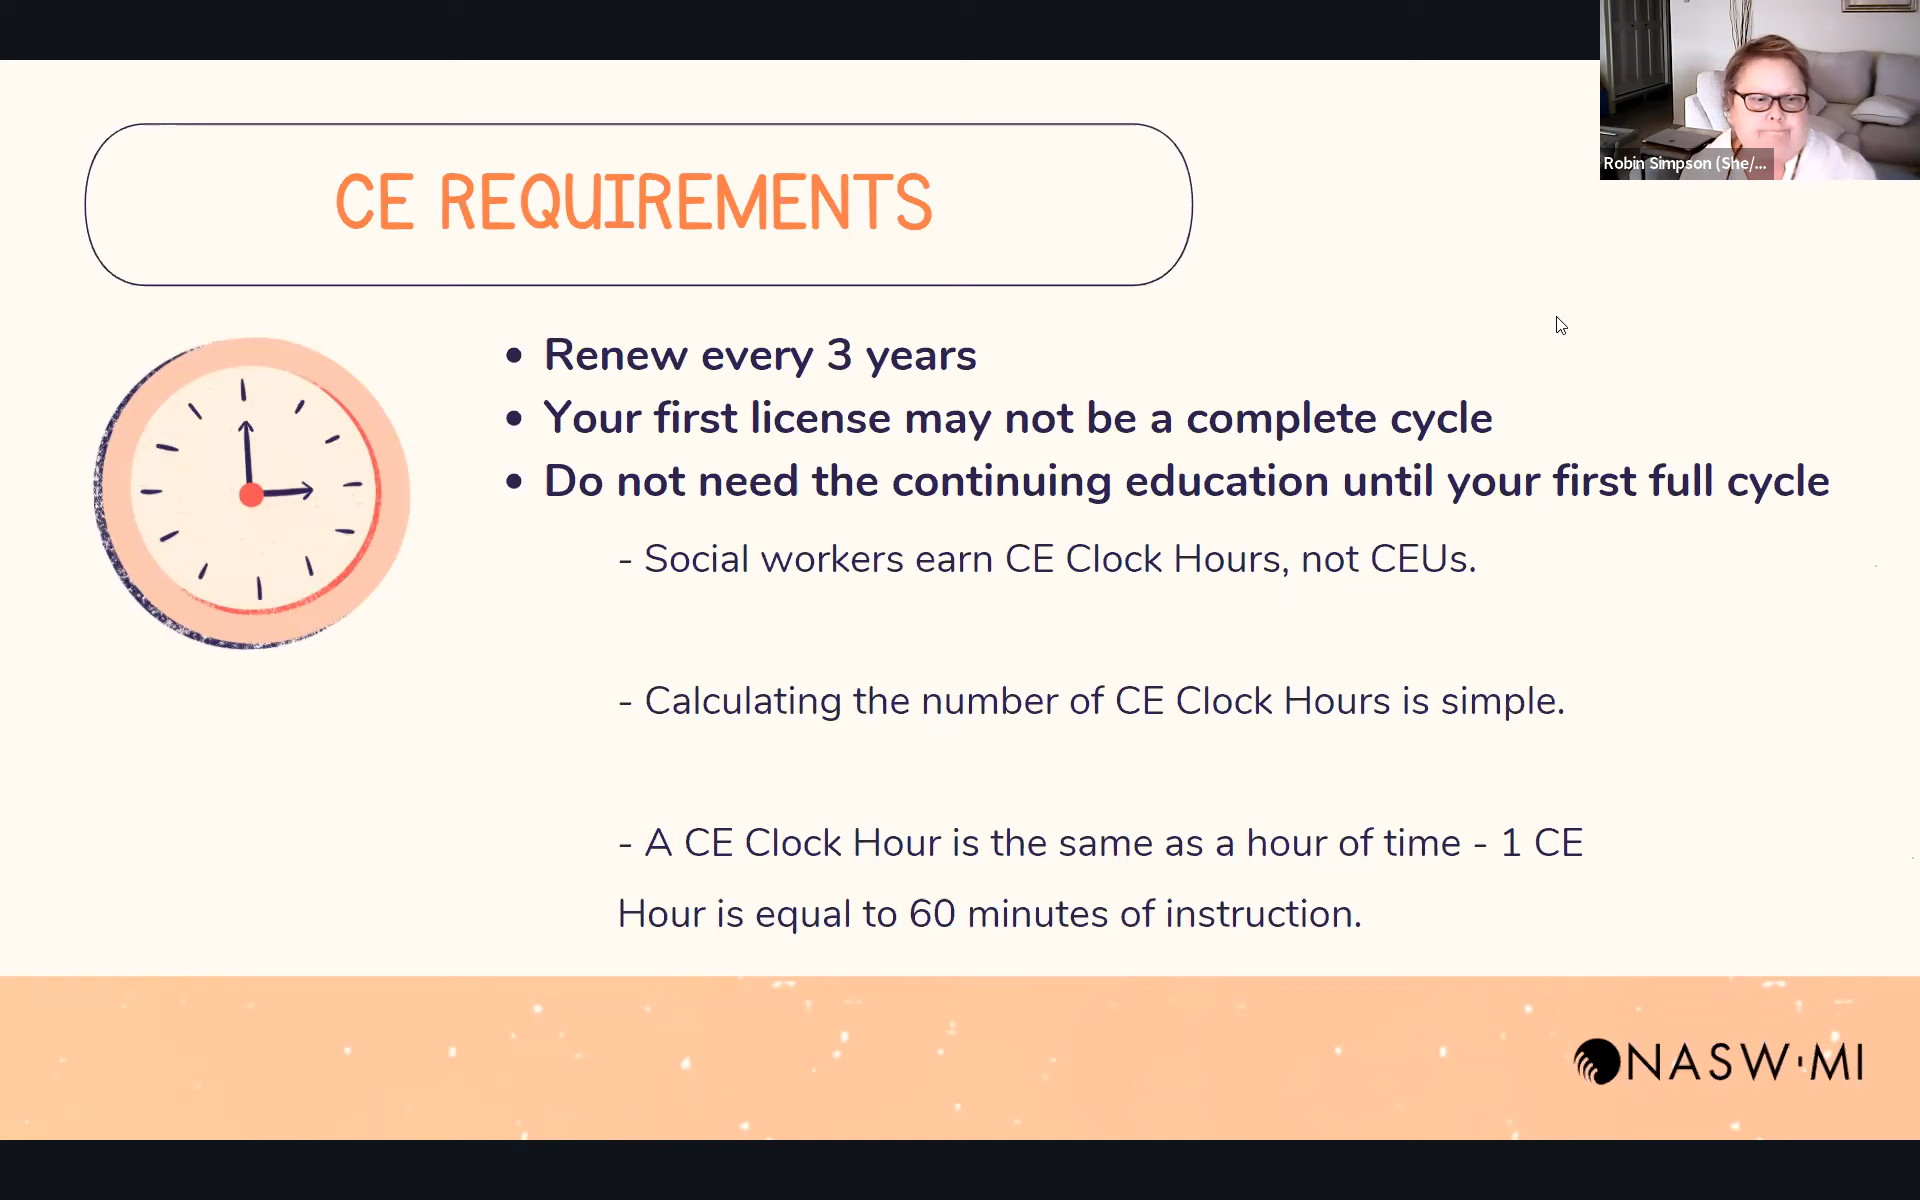 Robin Simpson (She/...
CE REQUIREMENTS
• Renew every 3 years
• Your first license may not be a complete cycle
• Do not need the continuing education until your first full cycle
- Social workers earn CE Clock Hours, not CEUs.
- Calculating the number of CE Clock Hours is simple.
- A CE Clock Hour is the same as a hour of time - 1 CE
Hour is equal to 60 minutes of instruction.
NASW·MI